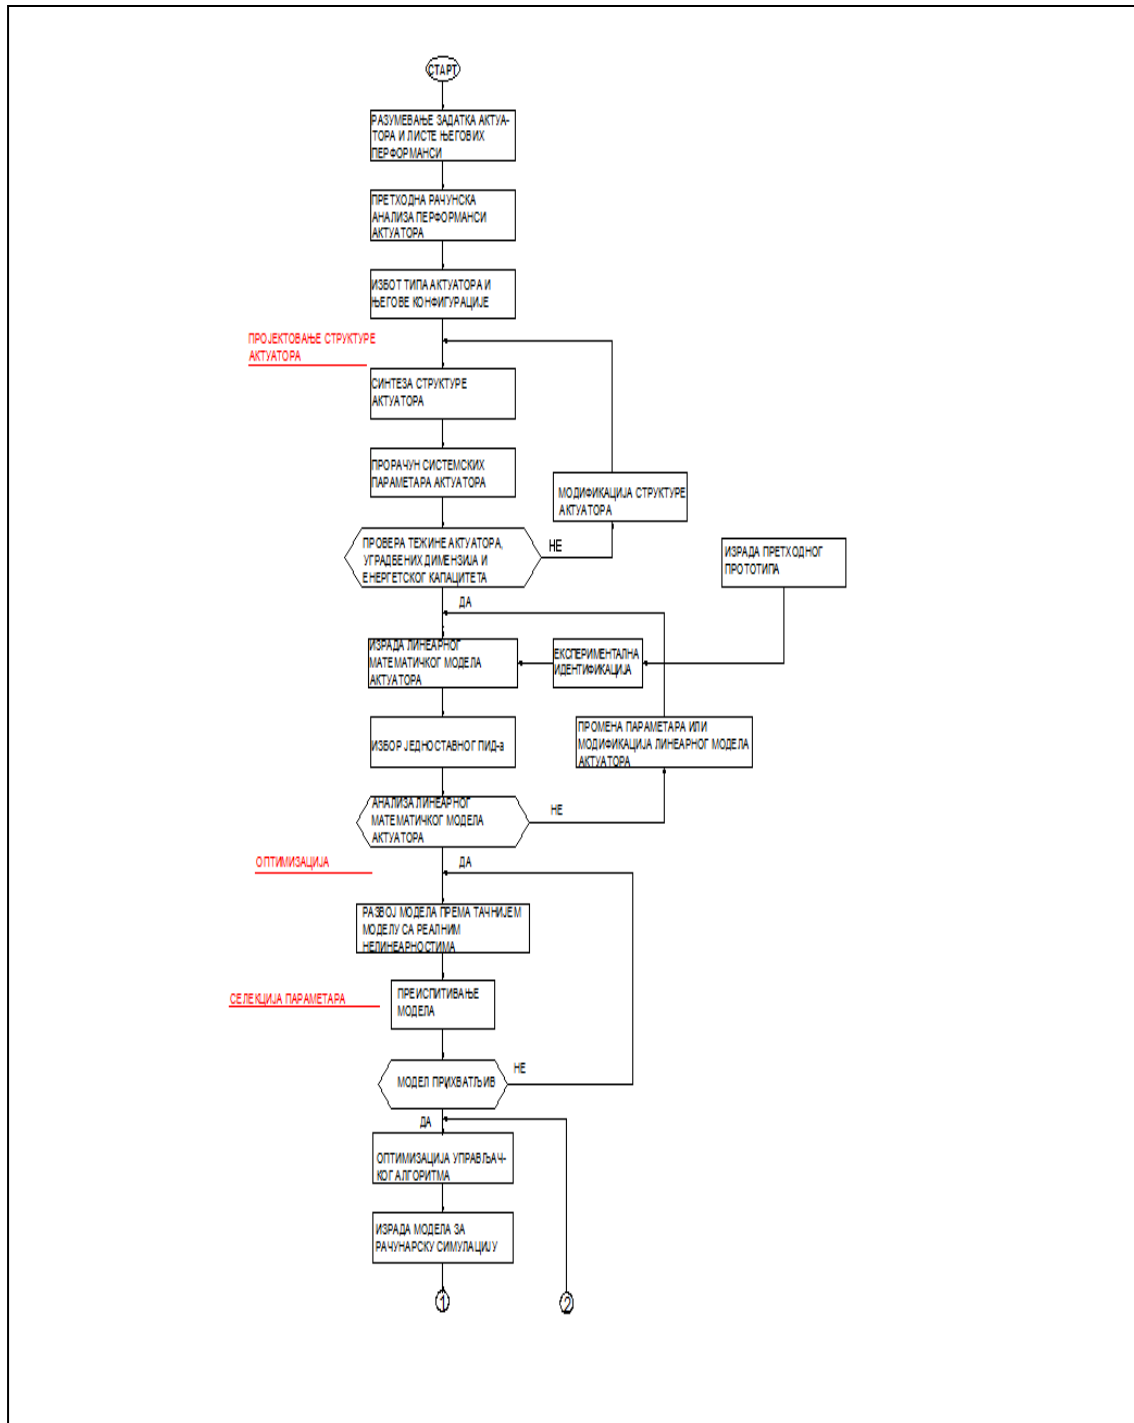 СТАРТ
РАЗУМЕВАЊЕ ЗАДАТКА АКТУА-
ТОРА И ЛИСТЕ ЊЕГОВИХ
ПЕРФОРМАНСИ
ПРЕТХОДНА РАЧУНСКА
АНАЛИЗА ПЕРФОРМАНСИ
АКТУАТОРА
ИЗБОТ ТИПА АКТУАТОРА И
ЊЕГОВЕ КОНФИГУРАЦИЈЕ
ПРОЈЕКТОВАЊЕ СТРУКТУРЕ
АКТУАТОРА
СИНТЕЗА СТРУКТУРЕ
АКТУАТОРА
ПРОРАЧУН СИСТЕМСКИХ
ПАРАМЕТАРА АКТУАТОРА
МОДИФИКАЦИЈА СТРУКТУРЕ
АКТУАТОРА
ПРОВЕРА ТЕЖИНЕ АКТУАТОРА,
УГРАДБЕНИХ ДИМЕНЗИЈА И
ЕНЕРГЕТСКОГ КАПАЦИТЕТА
НЕ
ИЗРАДА ПРЕТХОДНОГ
ПРОТОТИПА
ДА
ИЗРАДА ЛИНЕАРНОГ
МАТЕМАТИЧКОГ МОДЕЛА
АКТУАТОРА
ЕКСПЕРИМЕНТАЛНА
ИДЕНТИФИКАЦИЈА
ИЗБОР ЈЕДНОСТАВНОГ ПИД-а
ПРОМЕНА ПАРАМЕТАРА ИЛИ
МОДИФИКАЦИЈА ЛИНЕАРНОГ МОДЕЛА
АКТУАТОРА
АНАЛИЗА ЛИНЕАРНОГ
МАТЕМАТИЧКОГ МОДЕЛА
АКТУАТОРА
НЕ
ОПТИМИЗАЦИЈА
ДА
РАЗВОЈ МОДЕЛА ПРЕМА ТАЧНИЈЕМ
МОДЕЛУ СА РЕАЛНИМ
НЕЛИНЕАРНОСТИМА
СЕЛЕКЦИЈА ПАРАМЕТАРА
ПРЕИСПИТИВАЊЕ
МОДЕЛА
МОДЕЛ ПРИХВАТЉИВ
НЕ
ДА
ОПТИМИЗАЦИЈА УПРАВЉАЧ-
КОГ АЛГОРИТМА
ИЗРАДА МОДЕЛА ЗА
РАЧУНАРСКУ СИМУЛАЦИЈУ
1
2